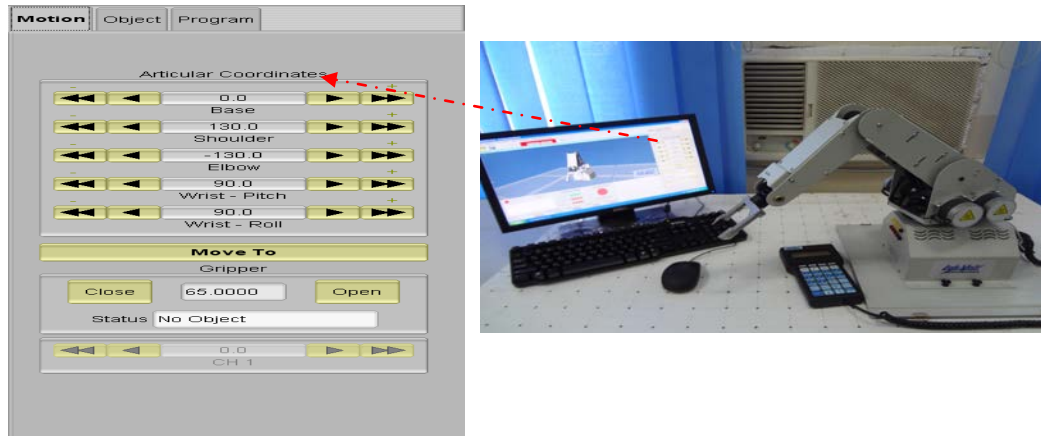 Motion Object Program
Articular Coordinates
- +
0.0
Base
- +
130.0
Shoulder
- +
-130.0
Elbow
- +
90.0
Wrist - Pitch
- +
90.0
Wrist - Roll
Move To
Gripper
Close 65.0000 Open
Status No Object
0.0
CH 1